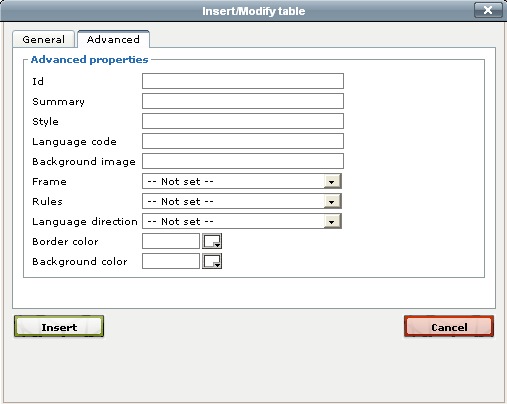 Insert/Modify table
General Advanced
Advanced properties
Id
Summary
Style
Language code
Background image
Frame -- Not set --
Rules -- Not set --
Language direction -- Not set --
Border color
Background color
Insert Cancel